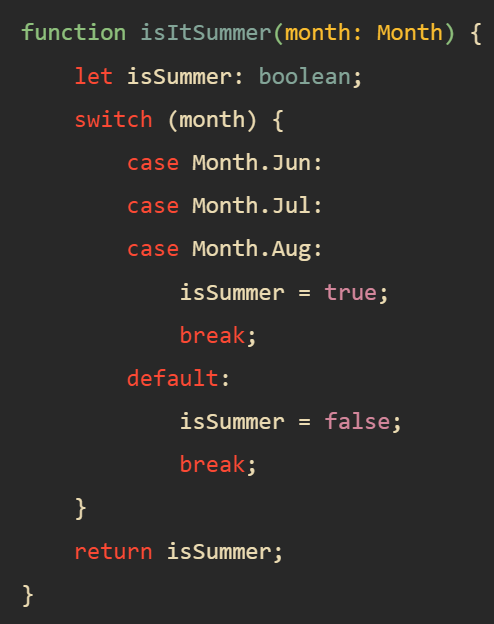 function isItSummer(month: Month) {
    let isSummer: boolean;
    switch (month) {
        case Month.Jun:
        case Month.Jul:
        case Month.Aug:
            isSummer = true;
            break;
        default:
            isSummer = false;
            break;
    }
    return isSummer;
}